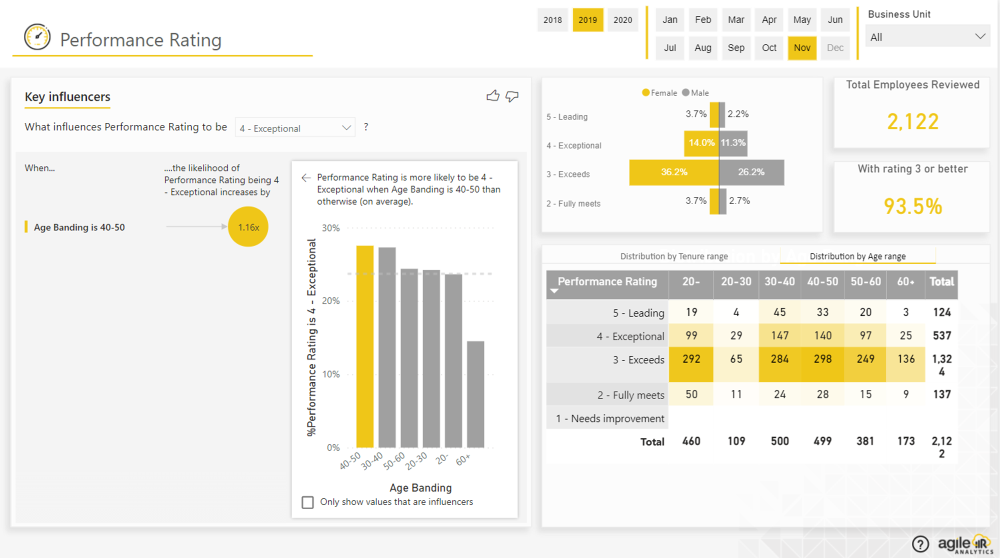 Performance Rating
2018 2019 2020
Jan Feb Mar Apr May Jun
Jul Aug Sep Oct Nov Dec
Business Unit
All
Key influencers
What influences Performance Rating to be 4 - Exceptional ?
When...
....the likelihood of
Performance Rating being 4
- Exceptional increases by
Age Banding is 40-50
1.16x
Performance Rating is more likely to be 4 -
Exceptional when Age Banding is 40-50 than
otherwise (on average).
%Performance Rating is 4 - Exceptional
30%
20%
10%
0%
40-50 30-40 50-60 20-30 20- 60+
Age Banding
Only show values that are influencers
Female Male
5 - Leading 3.7% 2.2%
4 - Exceptional 14.0% 11.3%
3 - Exceeds 36.2% 26.2%
2 - Fully meets 3.7% 2.7%
Total Employees Reviewed
2,122
With rating 3 or better
93.5%
Distribution by Tenure range Distribution by Age range
Performance Rating 20- 20-30 30-40 40-50 50-60 60+ Total
5 - Leading 19 4 45 33 20 3 124
4 - Exceptional 99 29 147 140 97 25 537
3 - Exceeds 292 65 284 298 249 136 1,32
4
2 - Fully meets 50 11 24 28 15 9 137
1 - Needs improvement
Total 460 109 500 499 381 173 2,12
2
?
agile R
ANALYTICS